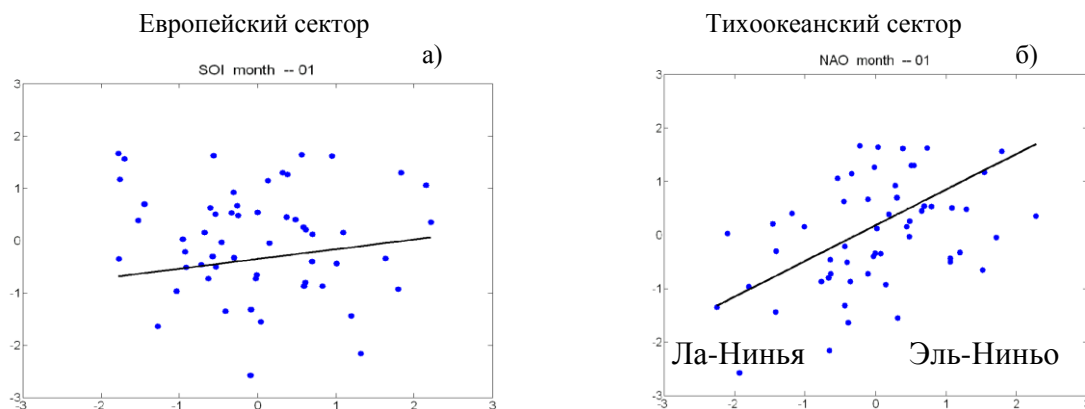 Европейский сектор
Тихоокеанский сектор
а)
б)
SOI month -- 01
NAO month -- 01
3
2
1
0
-1
-2
-3
-3 -2 -1 0 1 2 3
3
2
1
0
-1
-2
-3
-3 -2 -1 0 1 2 3
Ла-Нинья
Эль-Ниньо